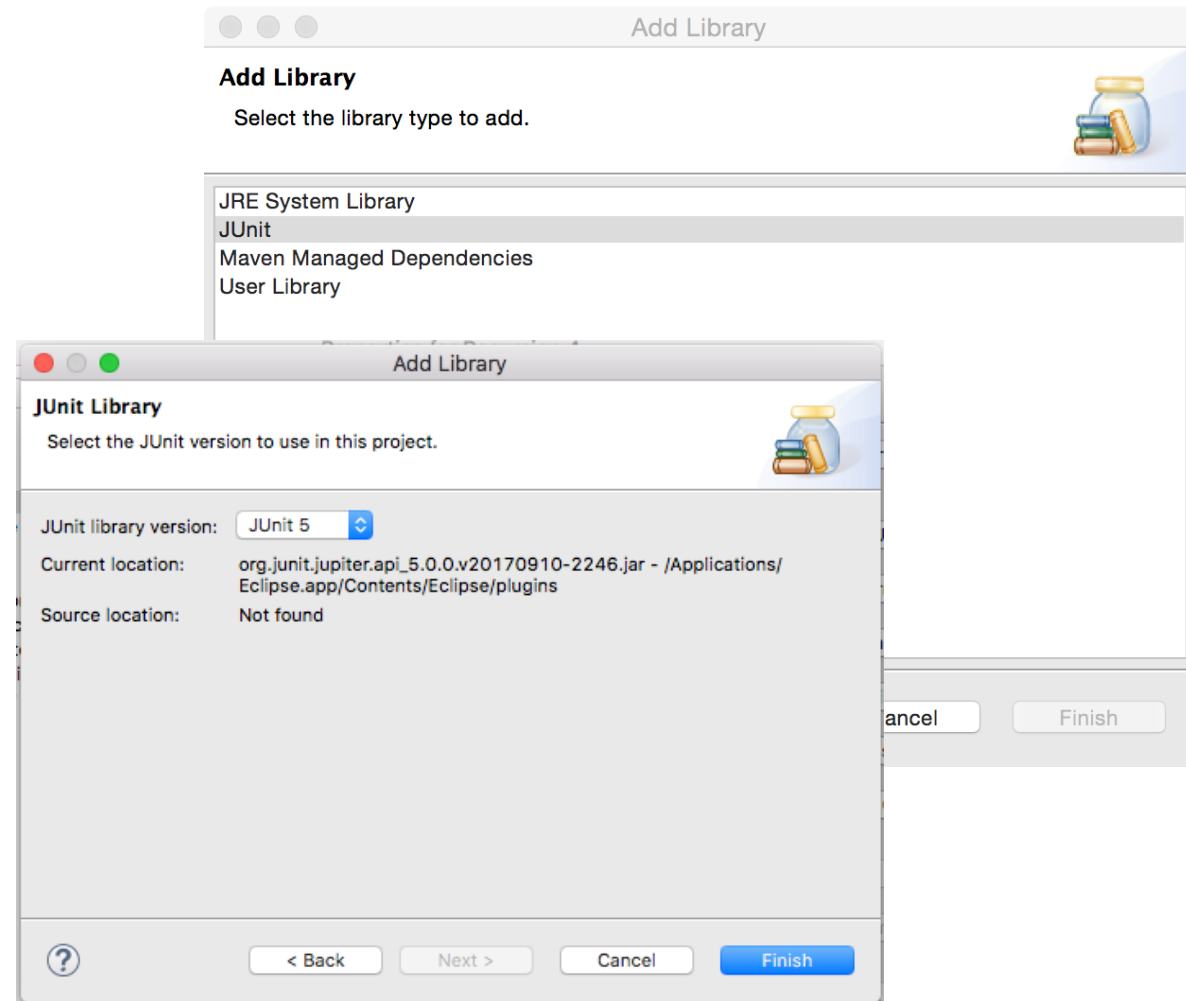 Add Library
Add Library
Select the library type to add.
JRE System Library
JUnit
Maven Managed Dependencies
User Library
ancel
Finish
Add Library
JUnit Library
Select the JUnit version to use in this project.
JUnit library version:
JUnit 5
Current location:
org.junit.jupiter.api_5.0.0.v20170910-2246.jar - /Applications/
Eclipse.app/Contents/Eclipse/plugins
Source location:
Not found
?
< Back
Next >
Cancel
Finish